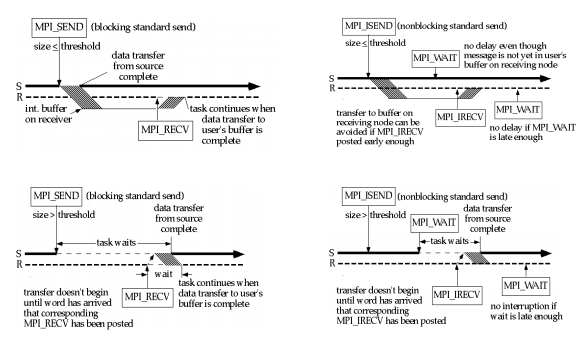 MPI_SEND (blocking standard send)
size ≤ threshold
data transfer
from source
complete
S
R
int. buffer
on receiver
MPI_RECV
task continues when
data transfer to
user's buffer is
complete
MPI_ISEND (nonblocking standard send)
size ≤ threshold
MPI_WAIT
no delay even though
message is not yet in user's
buffer on receiving node
S
R
transfer to buffer on
receiving node can be
avoided if MPI_IRECV
posted early enough
MPI_IRECV
MPI_WAIT
no delay if MPI_WAIT
is late enough
MPI_SEND (blocking standard send)
size > threshold
data transfer
from source
complete
task waits
S
R
wait
transfer doesn't begin
until word has arrived
that corresponding
MPI_RECV has been posted
MPI_RECV
task continues when
data transfer to user's
buffer is complete
MPI_ISEND (nonblocking standard send)
size > threshold
MPI_WAIT
data transfer
from source
complete
task waits
S
R
transfer doesn't begin
until word has arrived
that corresponding
MPI_IRECV has been posted
MPI_IRECV
MPI_WAIT
no interruption if
wait is late enough